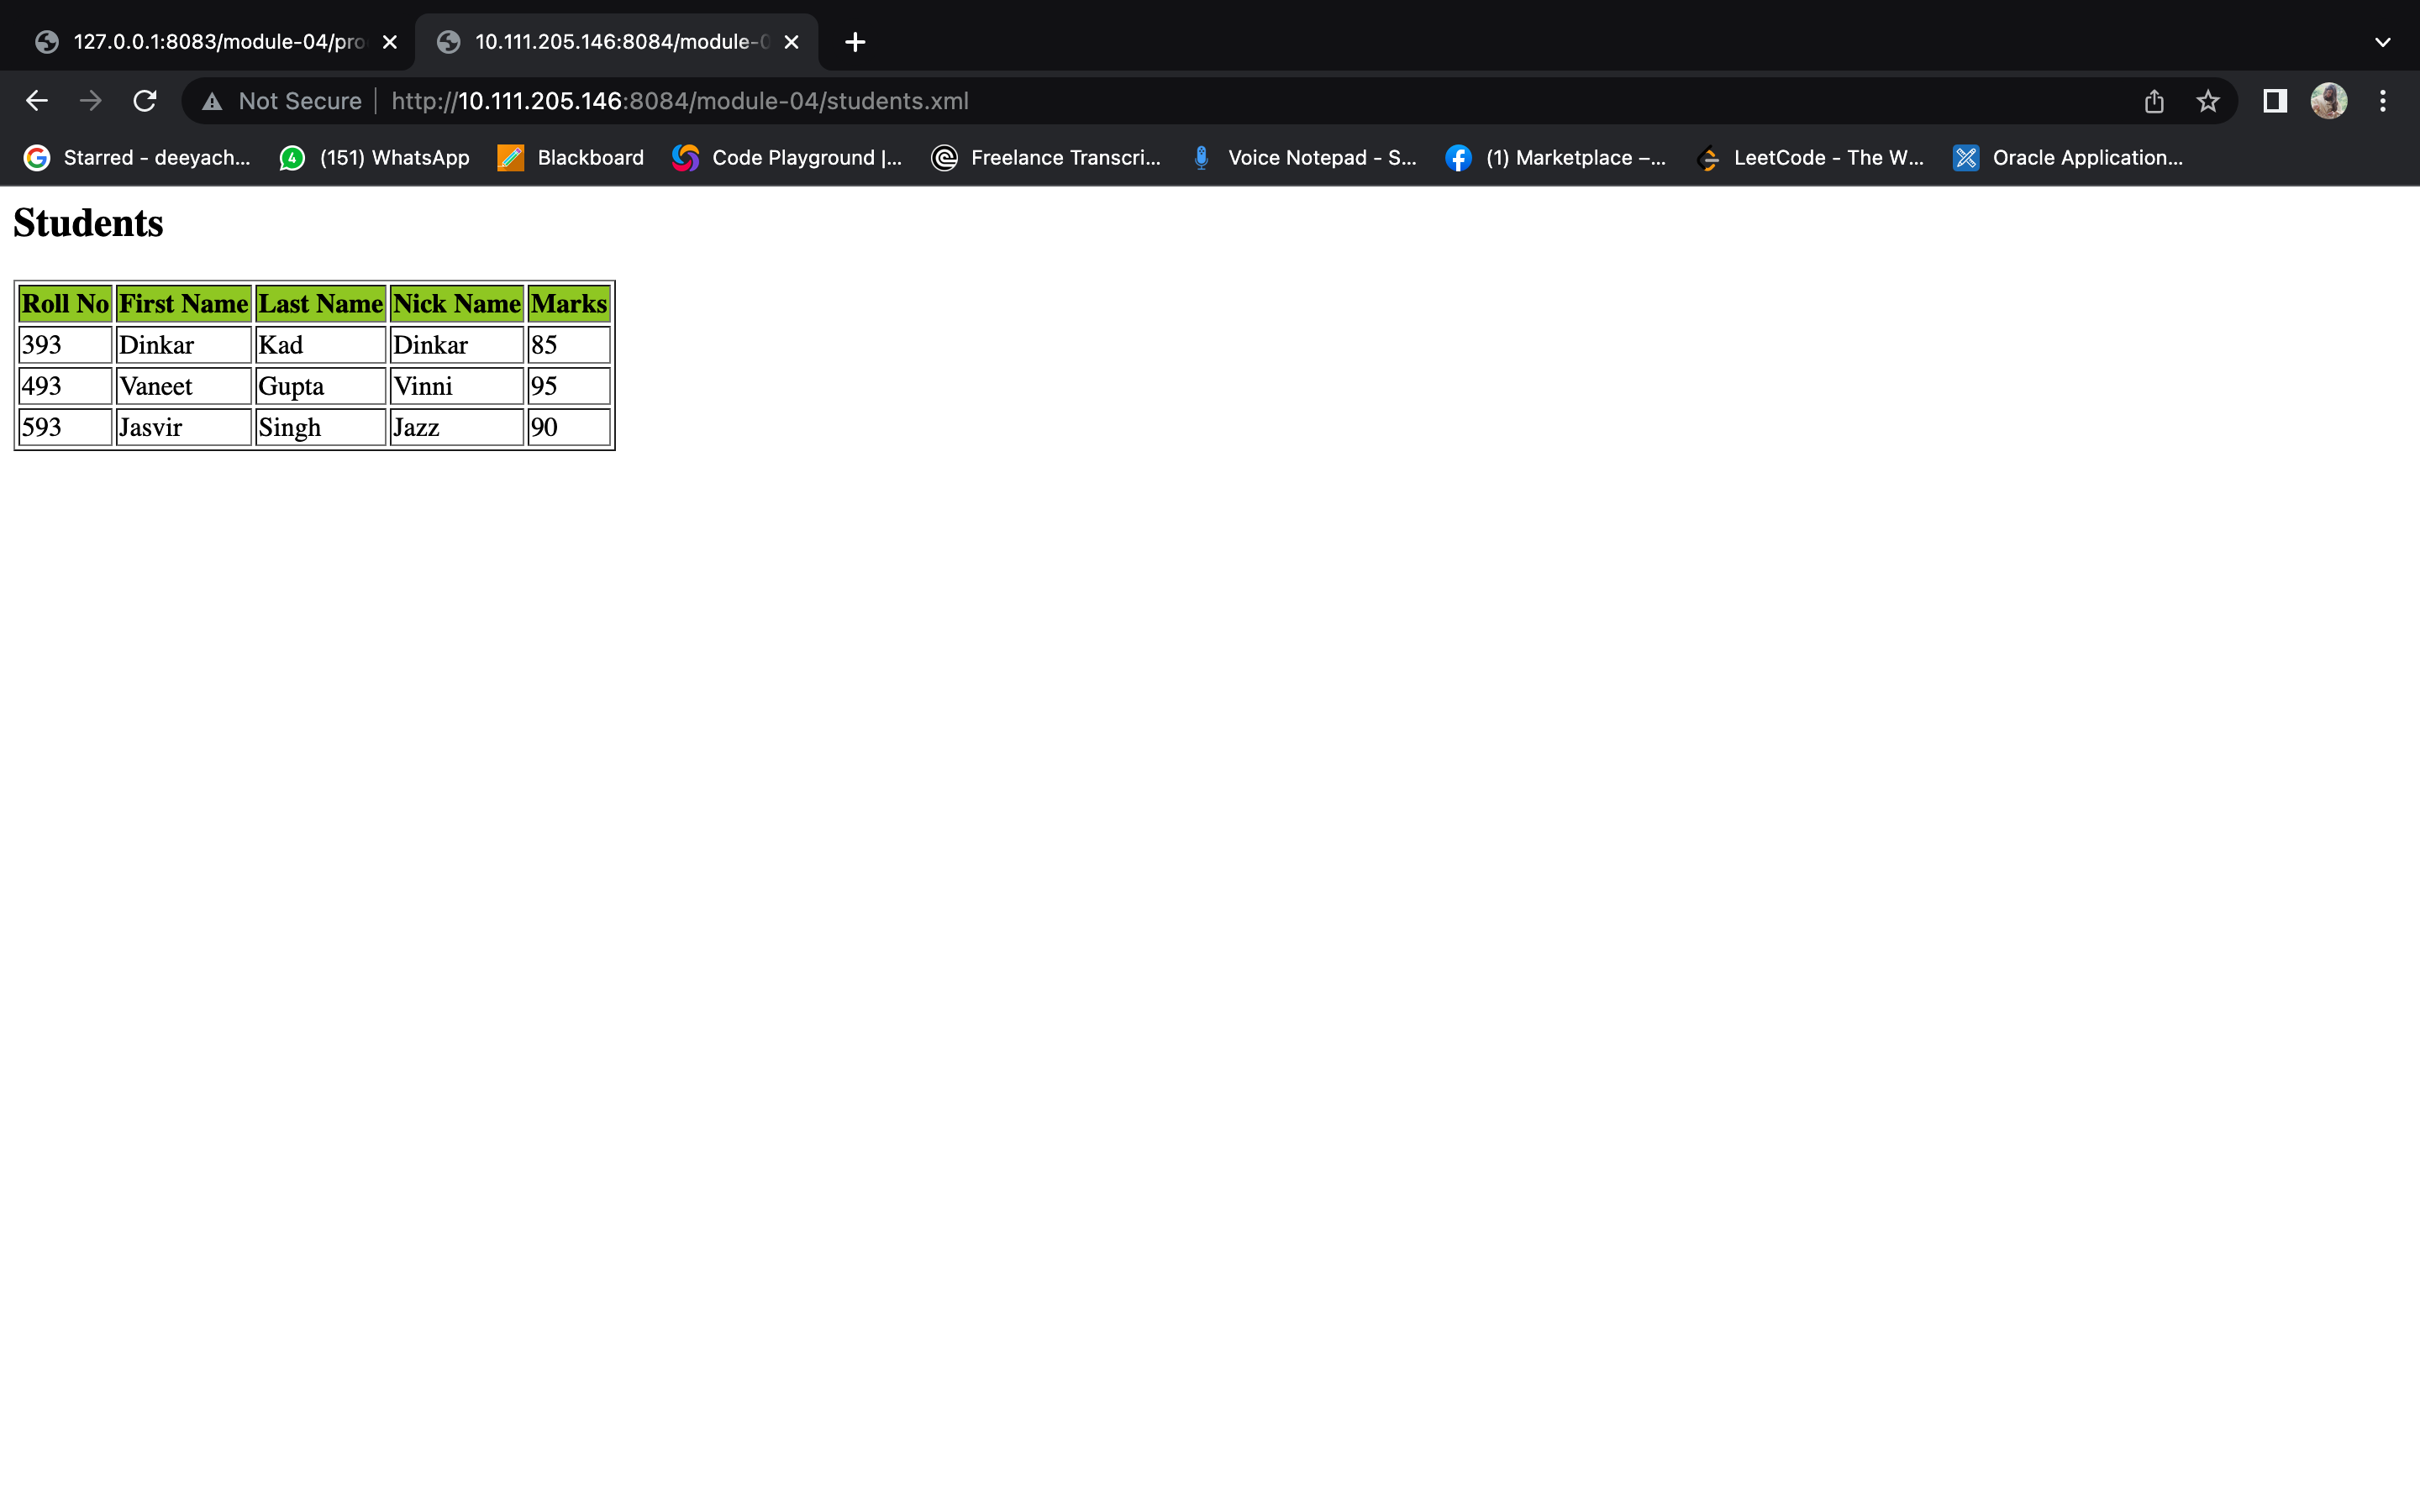 127.0.0.1:8083/module-04/pro
10.111.205.146:8084/module-0
Not Secure http://10.111.205.146:8084/module-04/students.xml
Starred - deeyach... 4 (151) WhatsApp Blackboard Code Playground |... Freelance Transcri... Voice Notepad - S... (1) Marketplace –... LeetCode - The W... Oracle Application...
Students
Roll No First Name Last Name Nick Name Marks
393 Dinkar Kad Dinkar 85
493 Vaneet Gupta Vinni 95
593 Jasvir Singh Jazz 90